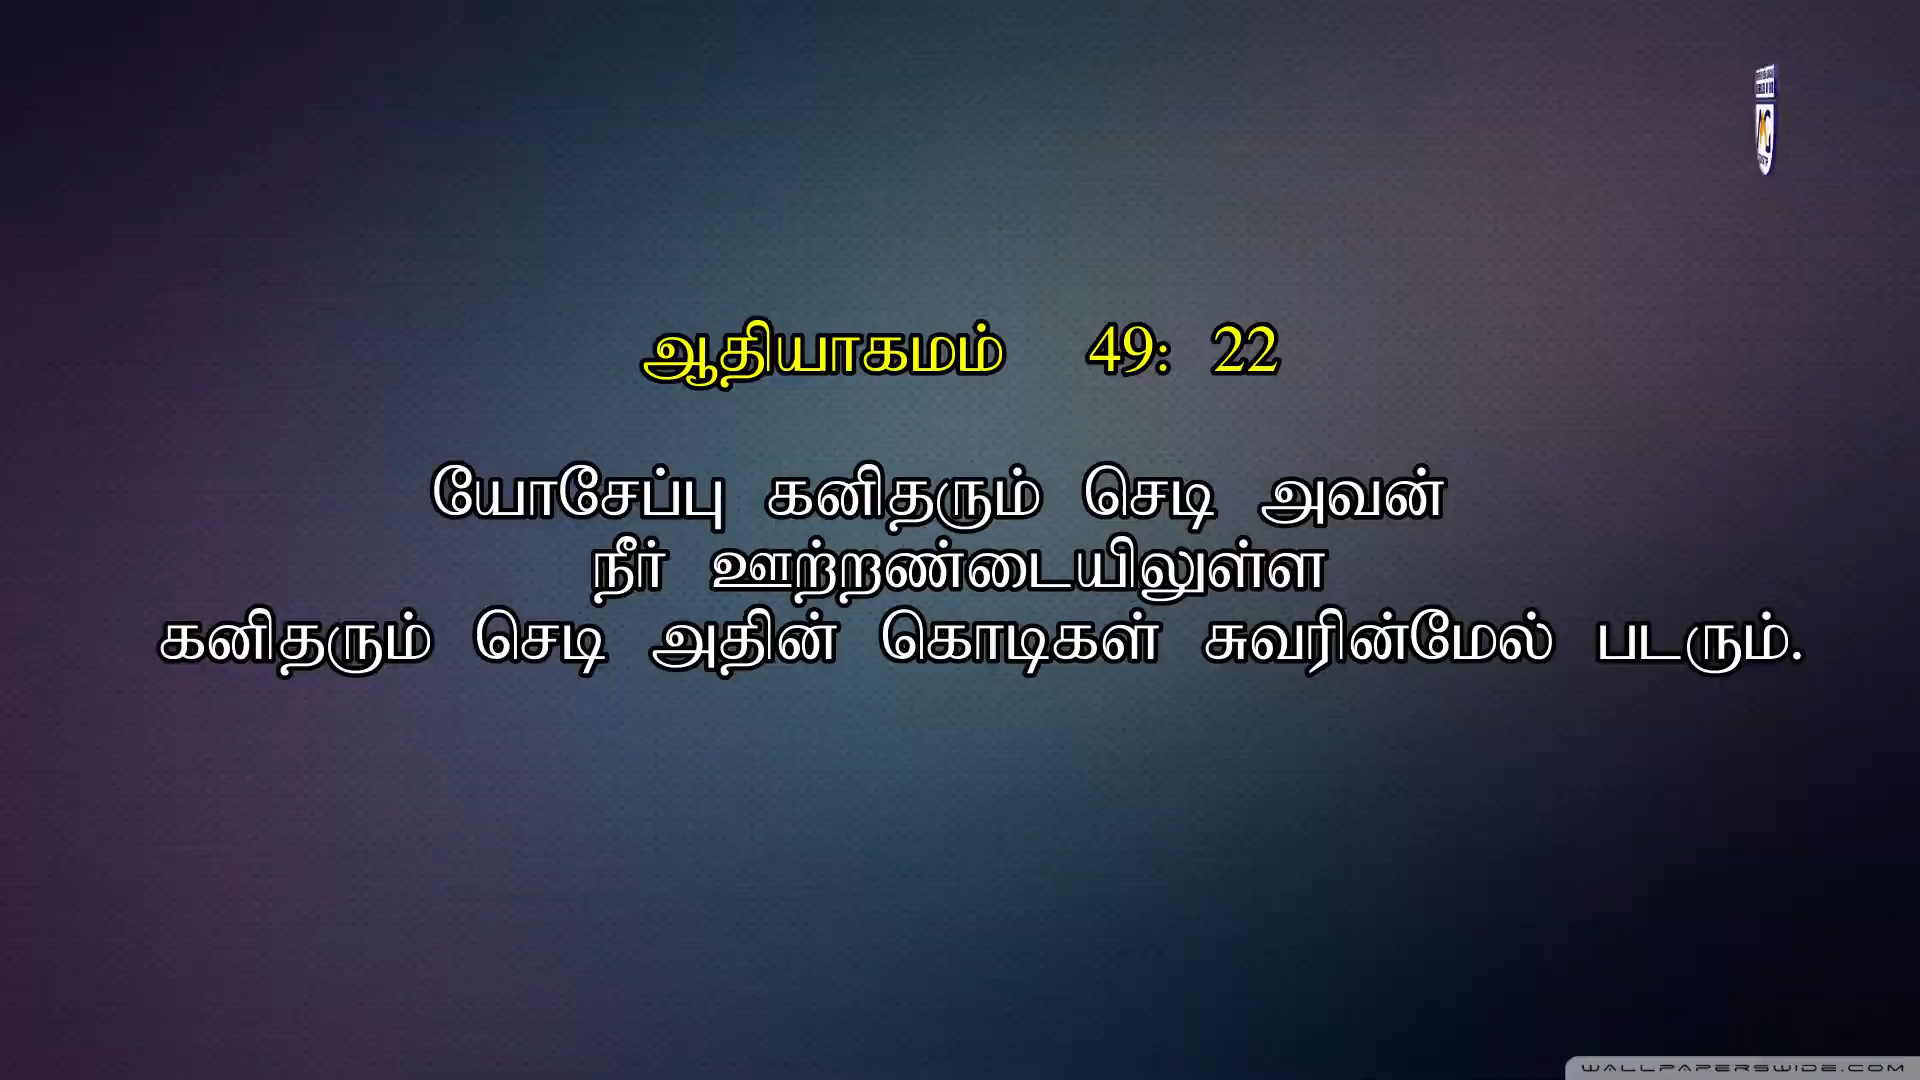 ஆதியாகமம் 49: 22
யோசேப்பு கனிதரும் செடி அவன்
நீர் ஊற்றண்டையிலுள்ள
கனிதரும் செடி அதின் கொடிகள் சுவரின்மேல் படரும்.
WALLPAPERSWIDE.COM